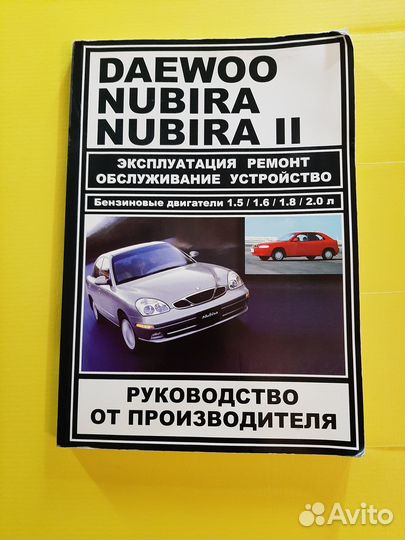 DAEWOO
NUBIRA
NUBIRA II
ЭКСПЛУАТАЦИЯ РЕМОНТ
ОБСЛУЖИВАНИЕ УСТРОЙСТВО
Бензиновые двигатели 1.5 / 1.6 / 1.8 / 2.0 л
Nubira
РУКОВОДСТВО
ОТ ПРОИЗВОДИТЕЛЯ
Avito